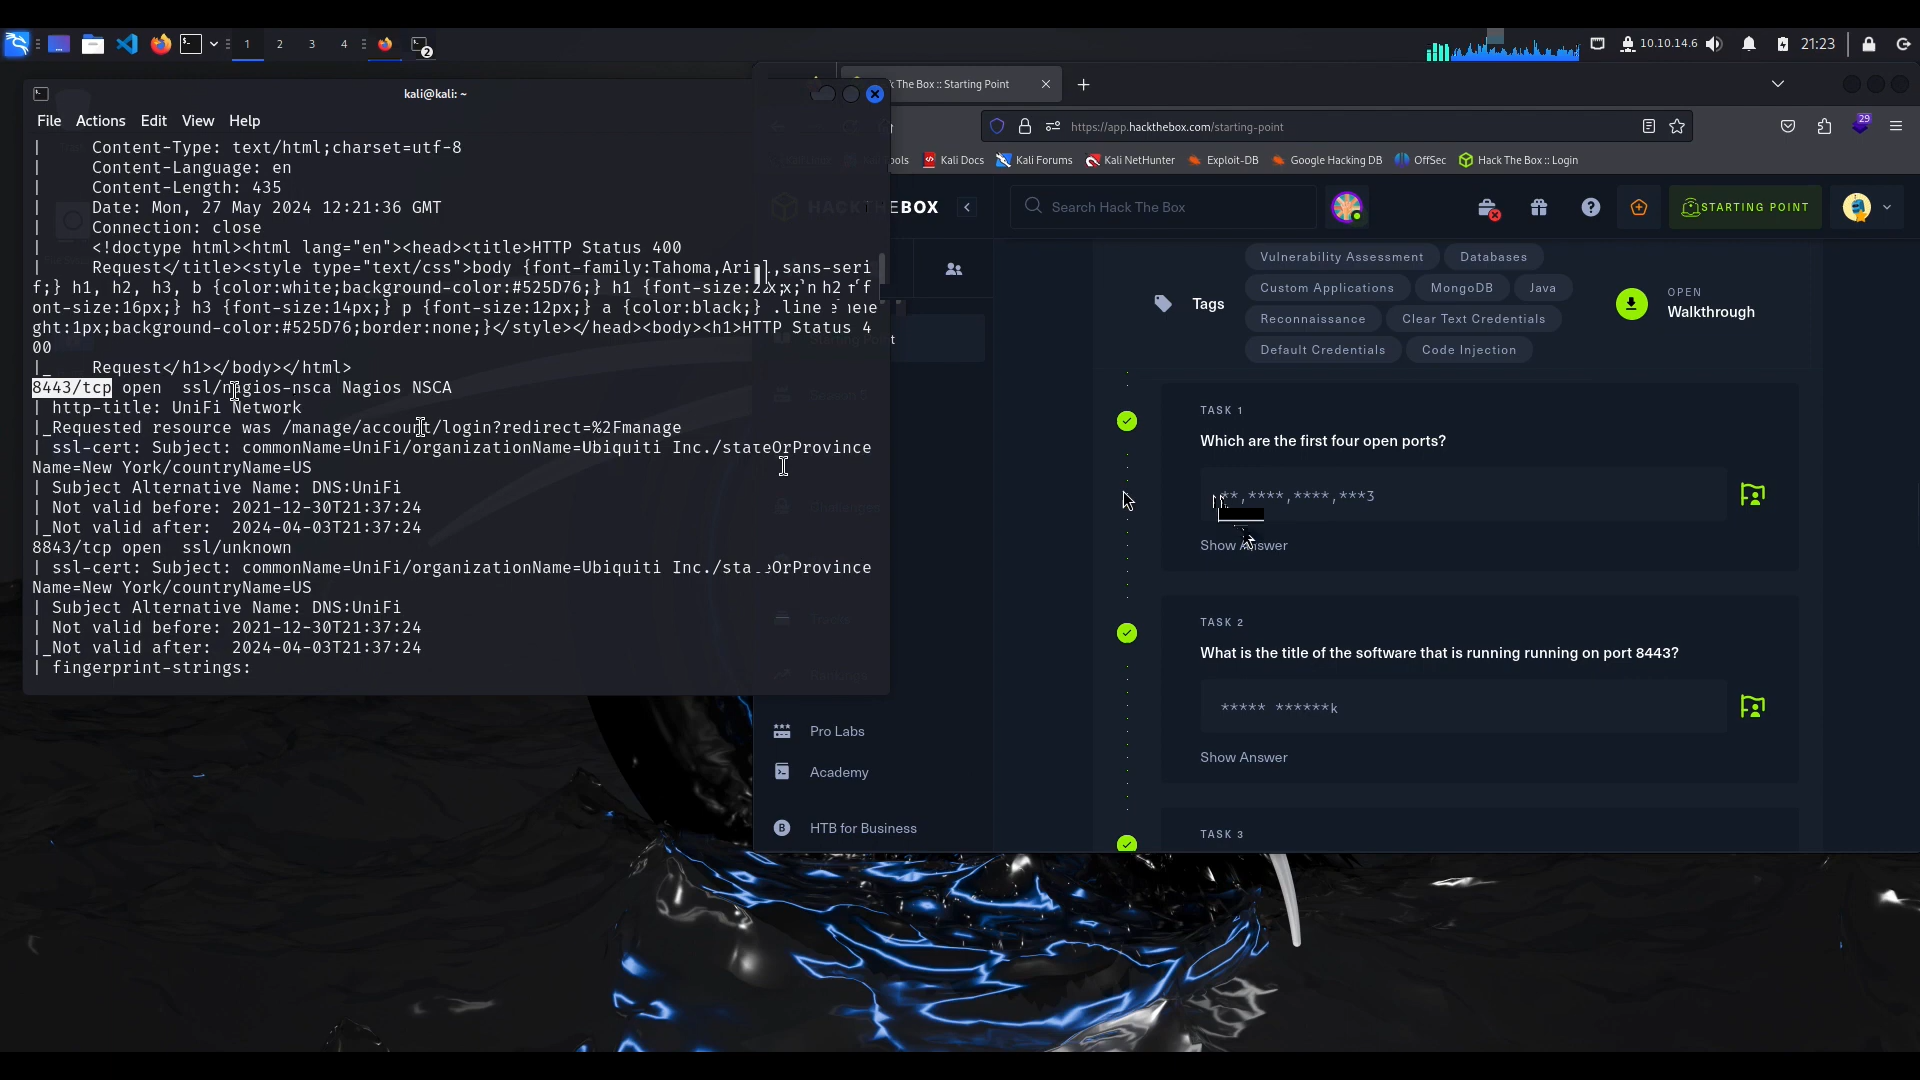 1
2
3
4
2
10.10.14.6
21:23
kali@kali: ~
File Actions Edit View Help
| Content-Type: text/html;charset=utf-8
| Content-Language: en
| Content-Length: 435
| Date: Mon, 27 May 2024 12:21:36 GMT
| Connection: close
| <!doctype html><html lang="en"><head><title>HTTP Status 400
| Request</title><style type="text/css">body {font-family:Tahoma,Arial,sans-seri
f;} h1, h2, h3, b {color:white;background-color:#525D76;} h1
ont-size:16px;} h3 {font-size:14px;} p {font-size:12px;} a {color:black;} .line
ght:1px;background-color:#525D76;border:none;}</style></head><body><h1>HTTP Status 4
00
|_ Request</h1></body></html>
8443/tcp open ssl/nagios-nsca Nagios NSCA
| http-title: UniFi Network
|_Requested resource was /manage/account/login?redirect=%2Fmanage
| ssl-cert: Subject: commonName=UniFi/organizationName=Ubiquiti Inc./stateOrProvince
Name=New York/countryName=US
| Subject Alternative Name: DNS:UniFi
| Not valid before: 2021-12-30T21:37:24
|_Not valid after: 2024-04-03T21:37:24
8843/tcp open ssl/unknown
| ssl-cert: Subject: commonName=UniFi/organizationName=Ubiquiti Inc./stateOrProvince
Name=New York/countryName=US
| Subject Alternative Name: DNS:UniFi
| Not valid before: 2021-12-30T21:37:24
|_Not valid after: 2024-04-03T21:37:24
| fingerprint-strings:
k The Box :: Starting Point
https://app.hackthebox.com/starting-point
29
Kali Docs
Kali Forums
Kali NetHunter
Exploit-DB
Google Hacking DB
OffSec
Hack The Box :: Login
HACKTHEBOX
Search Hack The Box
STARTING POINT
Pro Labs
Academy
HTB for Business
Tags
Vulnerability Assessment
Databases
Custom Applications
MongoDB
Java
Reconnaissance
Clear Text Credentials
Default Credentials
Code Injection
OPEN
Walkthrough
TASK 1
Which are the first four open ports?
**,****,****,***3
Show Answer
TASK 2
What is the title of the software that is running running on port 8443?
***** ******k
Show Answer
TASK 3